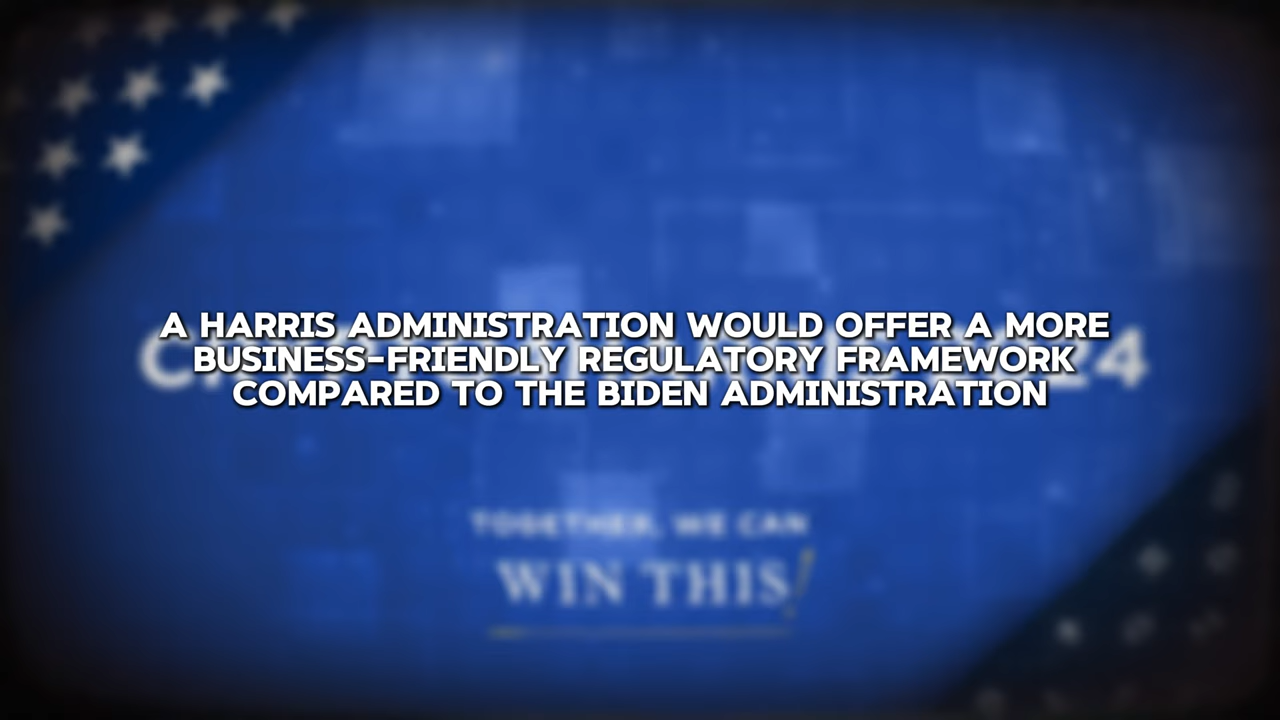 A HARRIS ADMINISTRATION WOULD OFFER A MORE
BUSINESS-FRIENDLY REGULATORY FRAMEWORK
COMPARED TO THE BIDEN ADMINISTRATION
TOGETHER, WE CAN
WIN THIS!